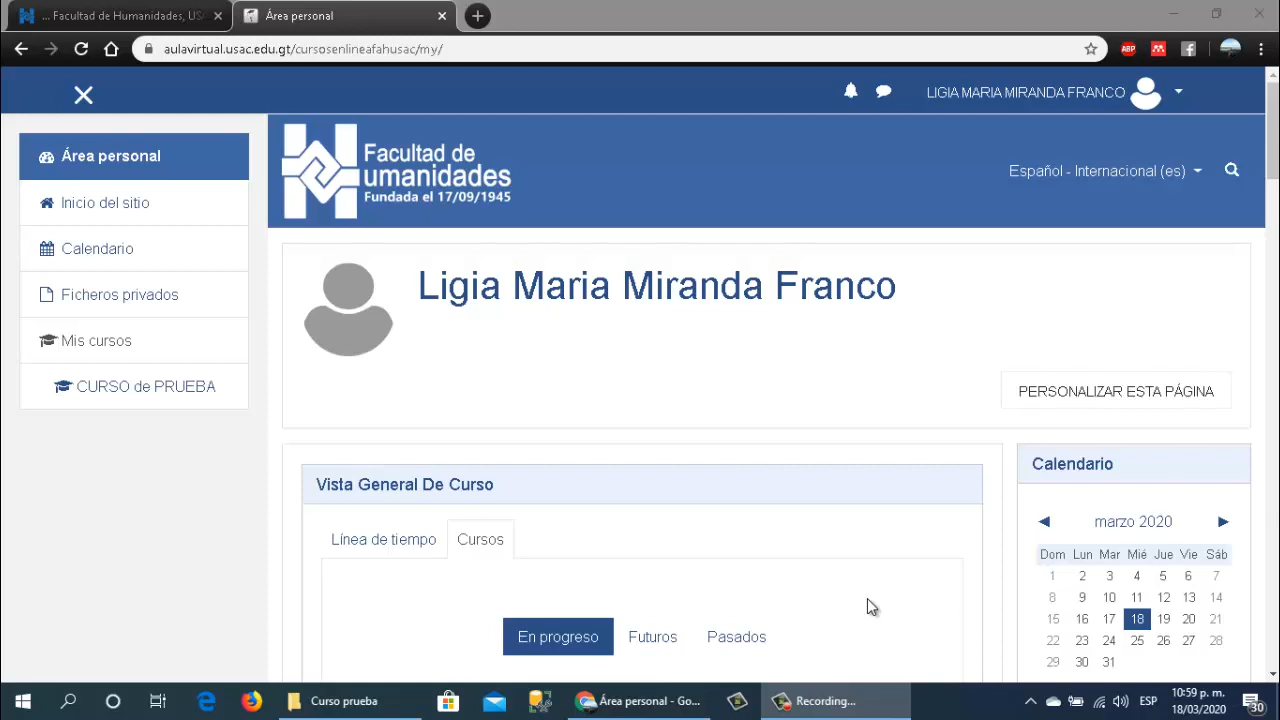 ... Facultad de Humanidades, USA
Área personal
aulavirtual.usac.edu.gt/cursosenlineafahusac/my/
ABP
LIGIA MARIA MIRANDA FRANCO
Área personal
Inicio del sitio
Calendario
Ficheros privados
Mis cursos
CURSO de PRUEBA
Facultad de
umanidades
Fundada el 17/09/1945
Español - Internacional (es)
Ligia Maria Miranda Franco
PERSONALIZAR ESTA PÁGINA
Vista General De Curso
Línea de tiempo
Cursos
En progreso
Futuros
Pasados
Calendario
◄ marzo 2020 ►
Dom Lun Mar Mié Jue Vie Sáb
1 2 3 4 5 6 7
8 9 10 11 12 13 14
15 16 17 18 19 20 21
22 23 24 25 26 27 28
29 30 31
Curso prueba
Área personal - Go...
Recording...
ESP
10:59 p. m.
18/03/2020
30